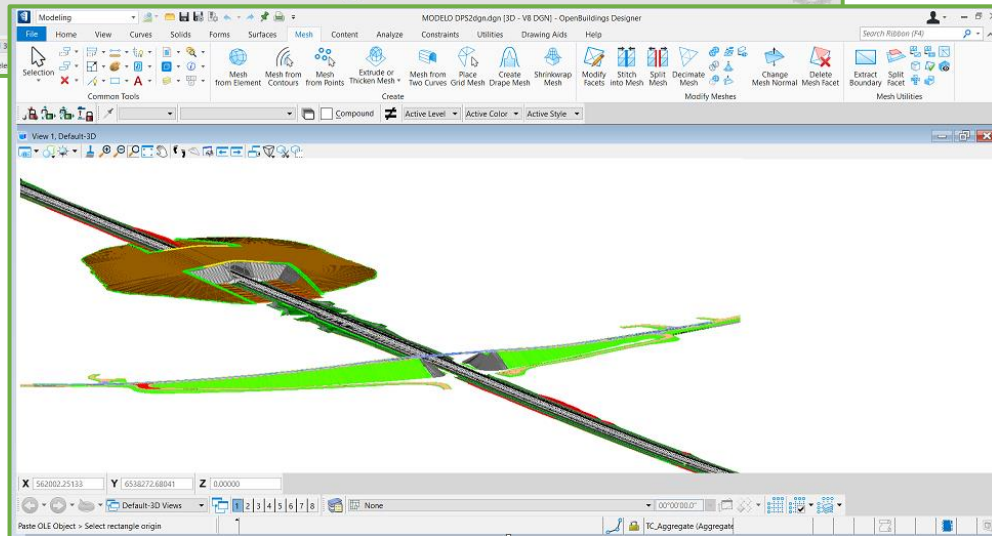 Modeling
MODELO DPS2dgn.dgn [3D - V8 DGN] - OpenBuildings Designer
File Home View Curves Solids Forms Surfaces Mesh Content Analyze Constraints Utilities Drawing Aids Help
Search Ribbon (F4)
Selection
Mesh from Element
Mesh from Contours
Mesh from Points
Extrude or Thicken Mesh
Mesh from Two Curves
Place Grid Mesh
Create Drape Mesh
Shrinkwrap Mesh
Modify Facets
Stitch into Mesh
Split Mesh
Decimate Mesh
Change Mesh Normal
Delete Mesh Facet
Extract Boundary
Split Facet
Common Tools Create Modify Meshes Mesh Utilities
Compound Active Level Active Color Active Style
View 1, Default-3D
X 562002.25133 Y 6538272.68041 Z 0.00000
Default-3D Views 1 2 3 4 5 6 7 8 None 00°00'00.0"
Paste OLE Object > Select rectangle origin TC_Aggregate (Aggregate